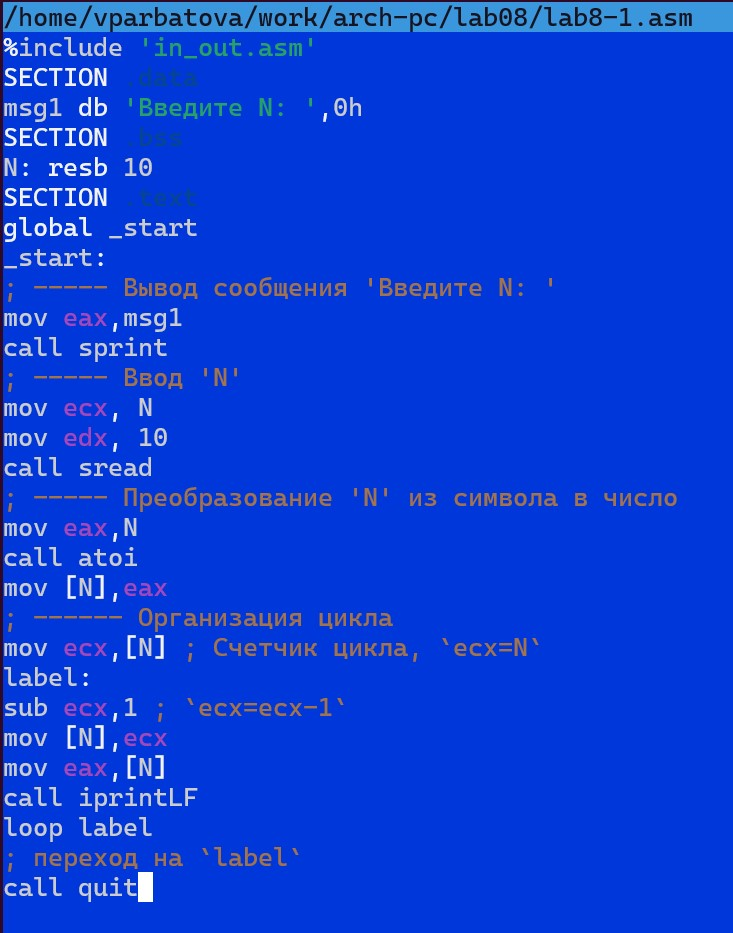 /home/vparbatova/work/arch-pc/lab08/lab8-1.asm
%include 'in_out.asm'
SECTION .data
msg1 db 'Введите N: ',0h
SECTION .bss
N: resb 10
SECTION .text
global _start
_start:
; ----- Вывод сообщения 'Введите N: '
mov eax,msg1
call sprint
; ----- Ввод 'N'
mov ecx, N
mov edx, 10
call sread
; ----- Преобразование 'N' из символа в число
mov eax,N
call atoi
mov [N],eax
; ------ Организация цикла
mov ecx,[N] ; Счетчик цикла, `ecx=N`
label:
sub ecx,1 ; `ecx=ecx-1`
mov [N],ecx
mov eax,[N]
call iprintLF
loop label
; переход на `label`
call quit